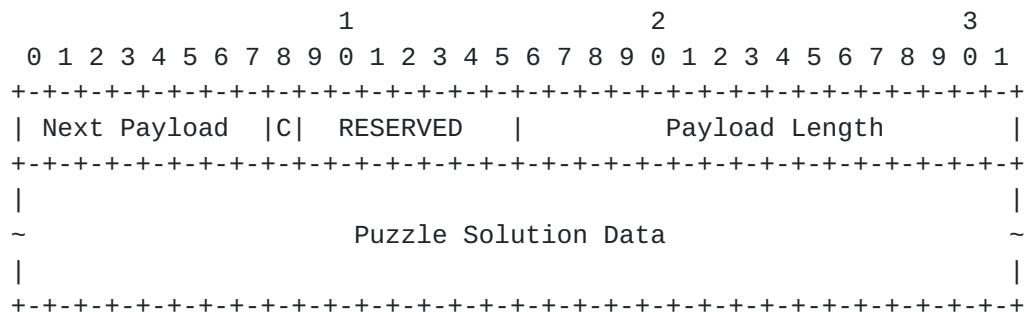 1                   2                   3
 0 1 2 3 4 5 6 7 8 9 0 1 2 3 4 5 6 7 8 9 0 1 2 3 4 5 6 7 8 9 0 1
+-+-+-+-+-+-+-+-+-+-+-+-+-+-+-+-+-+-+-+-+-+-+-+-+-+-+-+-+-+-+-+-+
| Next Payload  |C|  RESERVED   |         Payload Length        |
+-+-+-+-+-+-+-+-+-+-+-+-+-+-+-+-+-+-+-+-+-+-+-+-+-+-+-+-+-+-+-+-+
|                                                               |
~                     Puzzle Solution Data                      ~
|                                                               |
+-+-+-+-+-+-+-+-+-+-+-+-+-+-+-+-+-+-+-+-+-+-+-+-+-+-+-+-+-+-+-+-+